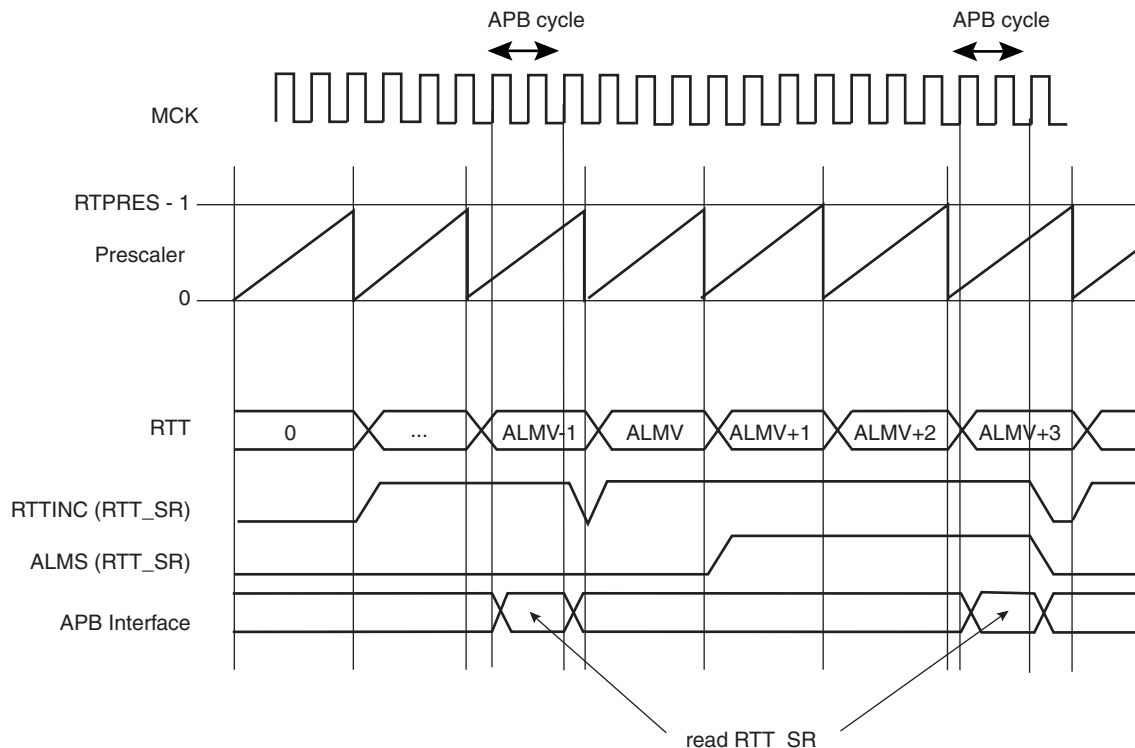 APB cycle
APB cycle
MCK
RTPRES - 1
Prescaler
0
RTT
0
...
ALMV-1
ALMV
ALMV+1
ALMV+2
ALMV+3
RTTINC (RTT_SR)
ALMS (RTT_SR)
APB Interface
read RTT_SR